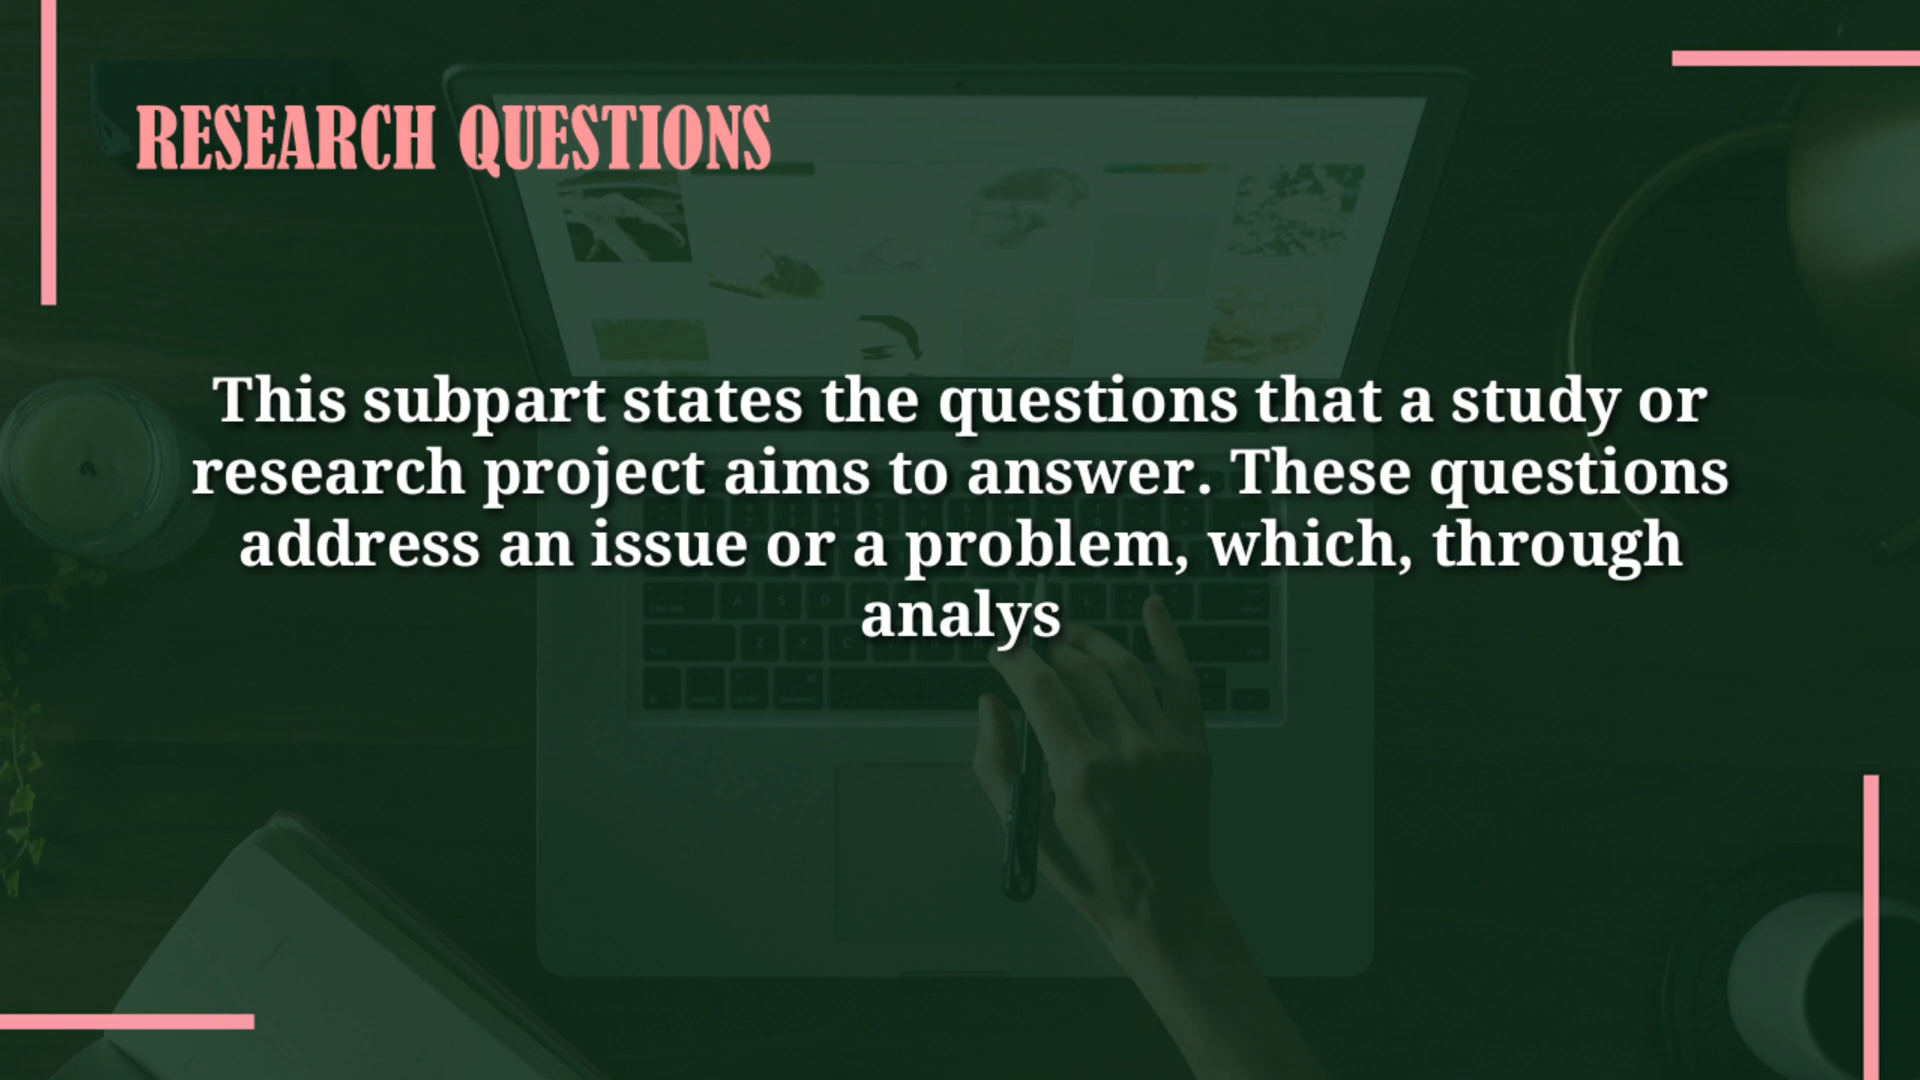 RESEARCH QUESTIONS
This subpart states the questions that a study or
research project aims to answer. These questions
address an issue or a problem, which, through
analys